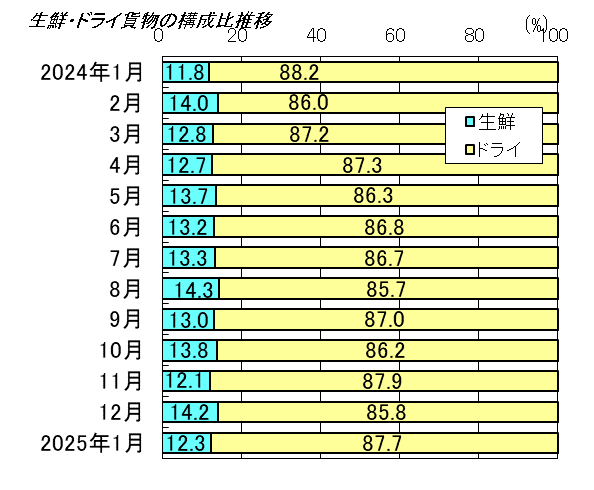 生鮮・ドライ貨物の構成比推移
(%)
0 20 40 60 80 100
2024年1月 11.8 88.2
2月 14.0 86.0
3月 12.8 87.2
4月 12.7 87.3
5月 13.7 86.3
6月 13.2 86.8
7月 13.3 86.7
8月 14.3 85.7
9月 13.0 87.0
10月 13.8 86.2
11月 12.1 87.9
12月 14.2 85.8
2025年1月 12.3 87.7
生鮮
ドライ